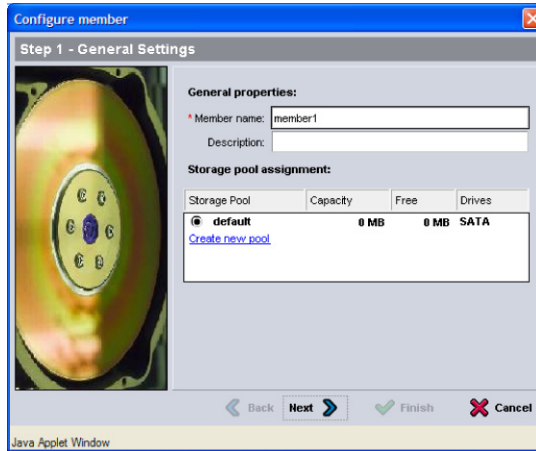 Configure member
Step 1 - General Settings
General properties:
* Member name: member1
Description:
Storage pool assignment:
Storage Pool Capacity Free Drives
default 0 MB 0 MB SATA
Create new pool
Back Next Finish Cancel
Java Applet Window